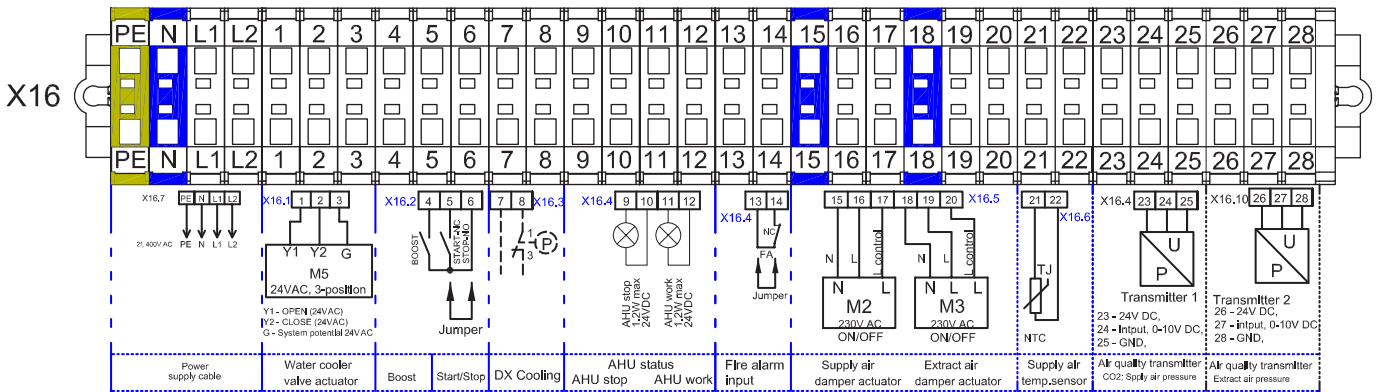 PE N L1 L2 1 2 3 4 5 6 7 8 9 10 11 12 13 14 15 16 17 18 19 20 21 22 23 24 25 26 27 28
X16
PE N L1 L2 1 2 3 4 5 6 7 8 9 10 11 12 13 14 15 16 17 18 19 20 21 22 23 24 25 26 27 28
X16.7 PE N L1 L2
PE N L1 L2
2f, 400V AC
X16.1 1 2 3
Y1 Y2 G
M5
24VAC, 3-position
Y1 - OPEN (24VAC)
Y2 - CLOSE (24VAC)
G - System potential 24VAC
X16.2 4 5 6
BOOST
START-NC
STOP-NO
Jumper
7 8 X16.3
1
3
P
X16.4 9 10 11 12
AHU stop
1,2W max
24VDC
AHU work
1,2W max
24VDC
13 14
X16.4
NC
FA
Jumper
15 16 17 18 19 20 X16.5
N L L control
N L
M2
230V AC
ON/OFF
N L L control
N L
M3
230V AC
ON/OFF
21 22
X16.6
TJ
NTC
X16.4 23 24 25
U
P
Transmitter 1
23 - 24V DC,
24 - Intput, 0-10V DC,
25 - GND,
X16.10 26 27 28
U
P
Transmitter 2
26 - 24V DC,
27 - intput, 0-10V DC
28 - GND,
Power
supply cable
Water cooler
valve actuator
Boost
Start/Stop
DX Cooling
AHU status
AHU stop AHU work
Fire alarm
input
Supply air
damper actuator
Extract air
damper actuator
Supply air
temp.sensor
Air quality transmitter
CO2; Spply air pressure
Air quality transmitter
Extract air pressure